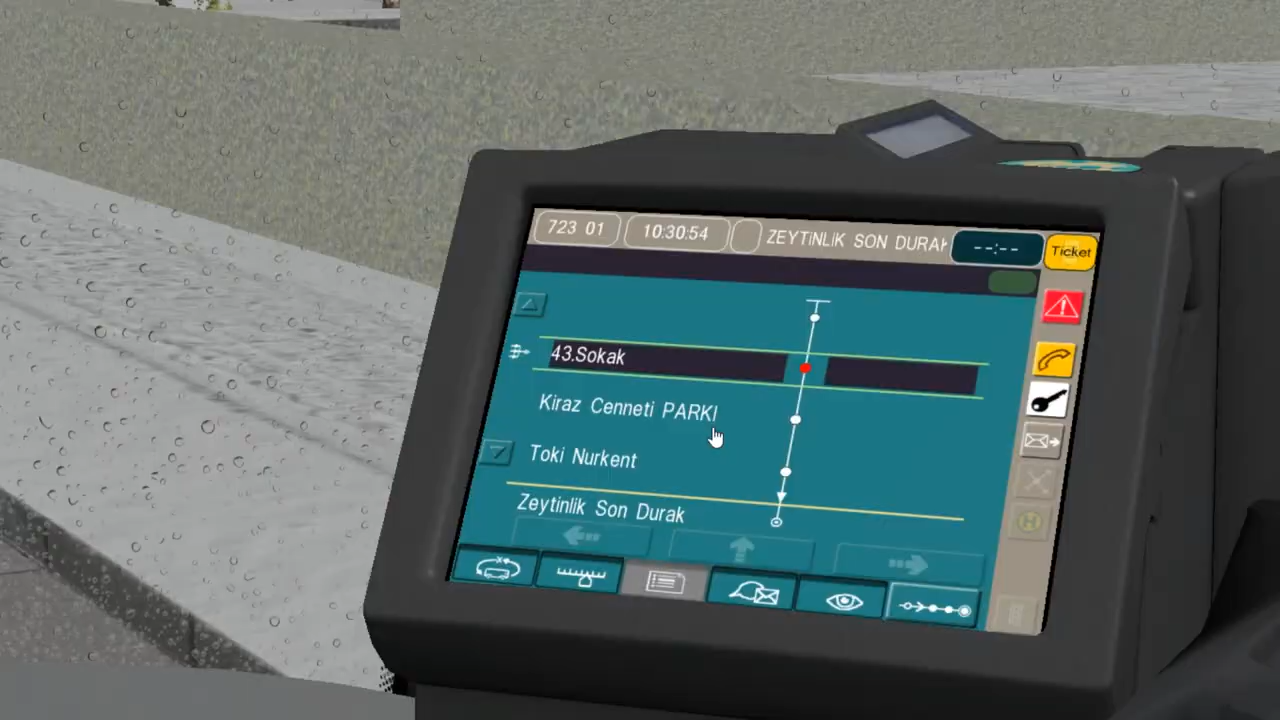 723 01
10:30:54
ZEYTiNLiK SON DURAK
--:--
Ticket
43.Sokak
Kiraz Cenneti PARKI
Toki Nurkent
Zeytinlik Son Durak
H